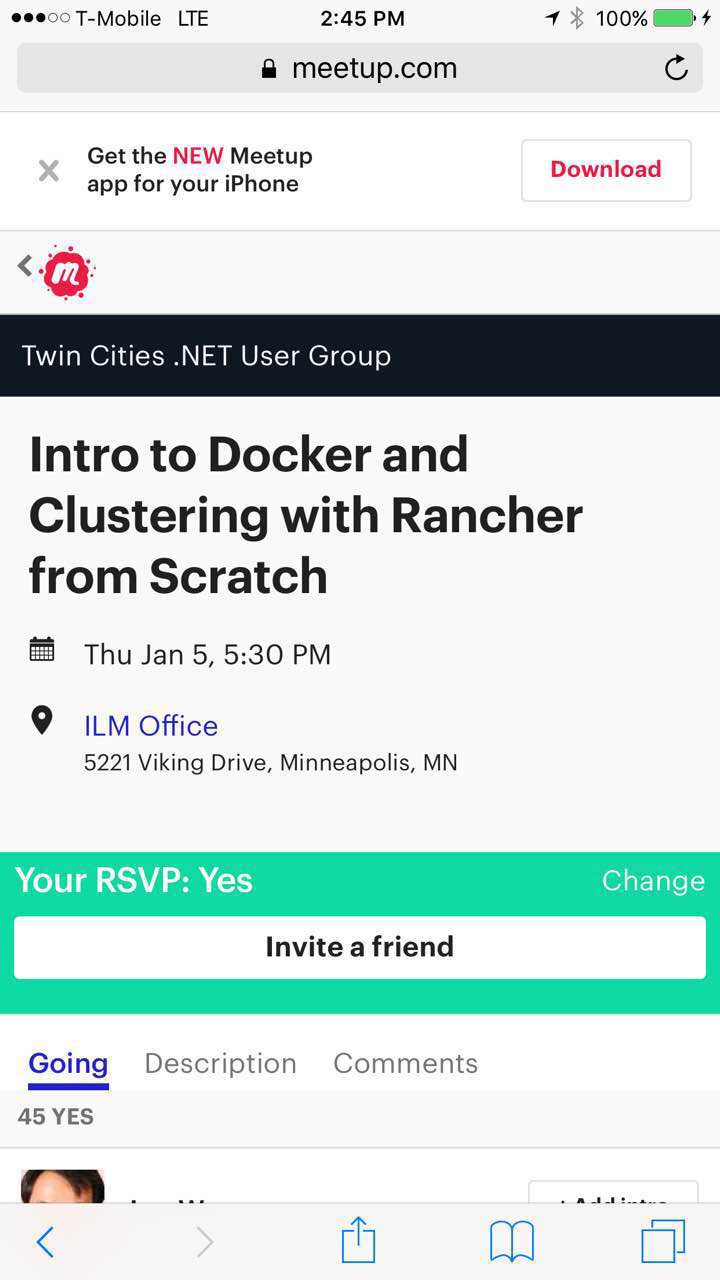 T-Mobile LTE 2:45 PM 100%
meetup.com
Get the NEW Meetup
app for your iPhone
Download
m
Twin Cities .NET User Group
Intro to Docker and
Clustering with Rancher
from Scratch
Thu Jan 5, 5:30 PM
ILM Office
5221 Viking Drive, Minneapolis, MN
Your RSVP: Yes
Change
Invite a friend
Going Description Comments
45 YES
+ Add intro